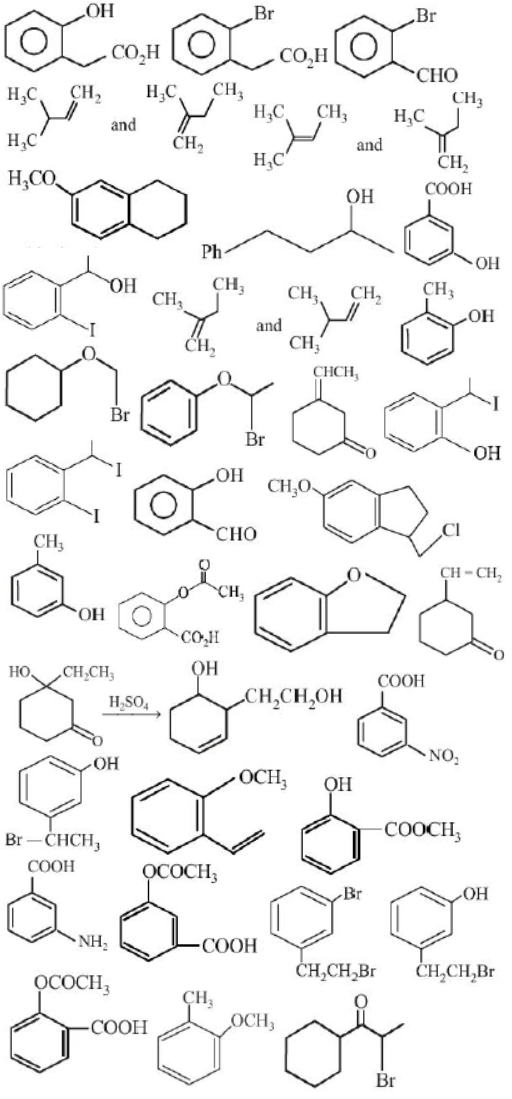 OH Br Br
CO₂H CO₂H CHO
H₃C CH₂ H₃C CH₃ H₃C CH₃ CH₃
and and H₃C
H₃C CH₂ H₃C CH₂
H₃CO OH COOH
Ph OH
OH CH₃ CH₃ CH₃ CH₂ CH₃
I and OH
CH₂ CH₃
O O CHCH₃ I
Br Br O OH
I OH CH₃O
I CHO Cl
CH₃ O CH=CH₂
O CH₃ O
OH CO₂H O
HO CH₂CH₃ OH COOH
H₂SO₄ CH₂CH₂OH
O NO₂
OH OCH₃ OH
Br—CHCH₃ COOCH₃
COOH OCOCH₃ Br OH
NH₂ COOH CH₂CH₂Br CH₂CH₂Br
OCOCH₃ CH₃ O
COOH OCH₃
Br